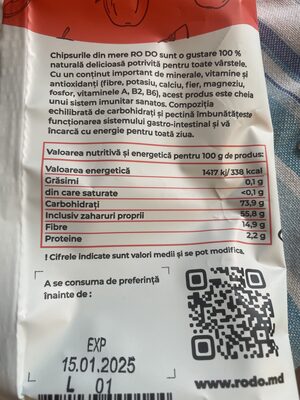 Chipsurile din mere RO DO sunt o gustare 100 %
naturală delicioasă potrivită pentru toate vârstele.
Cu un conținut important de minerale, vitamine și
antioxidanți (fibre, potasiu, calciu, fier, magneziu,
fosfor, vitaminele A, B2, B6), acest produs este cheia
unui sistem imunitar sanatos. Compoziția
echilibrată de carbohidrați și pectină îmbunătățește
funcționarea sistemului gastro-intestinal și vă
încarcă cu energie pentru toată ziua.
Valoarea nutritivă și energetică pentru 100 g de produs:
Valoarea energetică 1417 kj/338 kcal
Grăsimi 0,1 g
din care saturate <0,1 g
Carbohidrați 73,9 g
Inclusiv zaharuri proprii 55,8 g
Fibre 14,9 g
Proteine 2,2 g
! Cifrele indicate sunt valori medii și se pot modifica.
A se consuma de preferință
înainte de:
EXP
15.01.2025
L 01
www.rodo.md